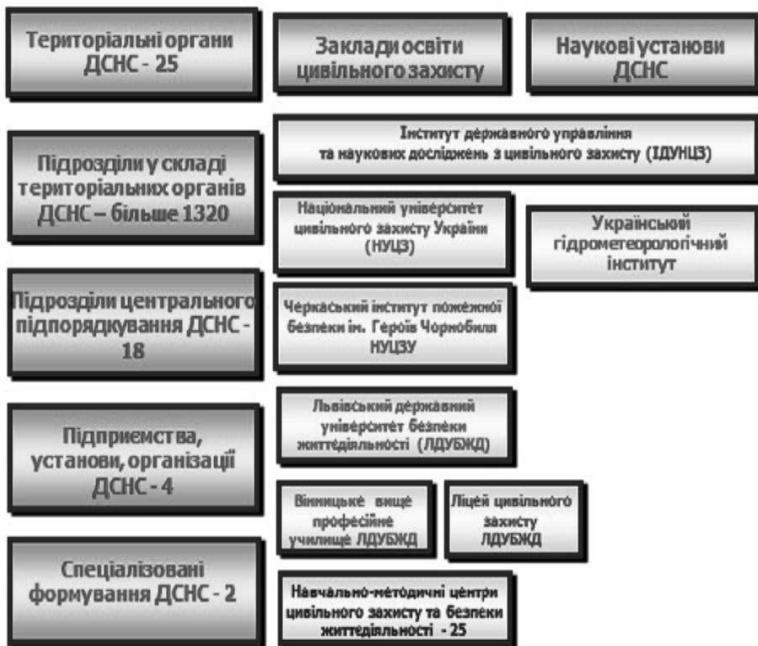 Територіальні органи
ДСНС - 25
Підрозділи у складі
територіальних органів
ДСНС – більше 1320
Підрозділи центрального
підпорядкування ДСНС -
18
Підприємства,
установи, організації
ДСНС - 4
Спеціалізовані
формування ДСНС - 2
Заклади освіти
цивільного захисту
Наукові установи
ДСНС
Інститут державного управління
та наукових досліджень з цивільного захисту (ІДУНЦЗ)
Національний університет
цивільного захисту України
(НУЦЗ)
Український
гідрометеорологічний
інститут
Черкаський інститут пожежної
безпеки ім. Героїв Чорнобиля
НУЦЗУ
Львівський державний
університет безпеки
життєдіяльності (ЛДУБЖД)
Вінницьке вище
професійне
училище ЛДУБЖД
Ліцей цивільного
захисту
ЛДУБЖД
Навчально-методичні центри
цивільного захисту та безпеки
життєдіяльності - 25